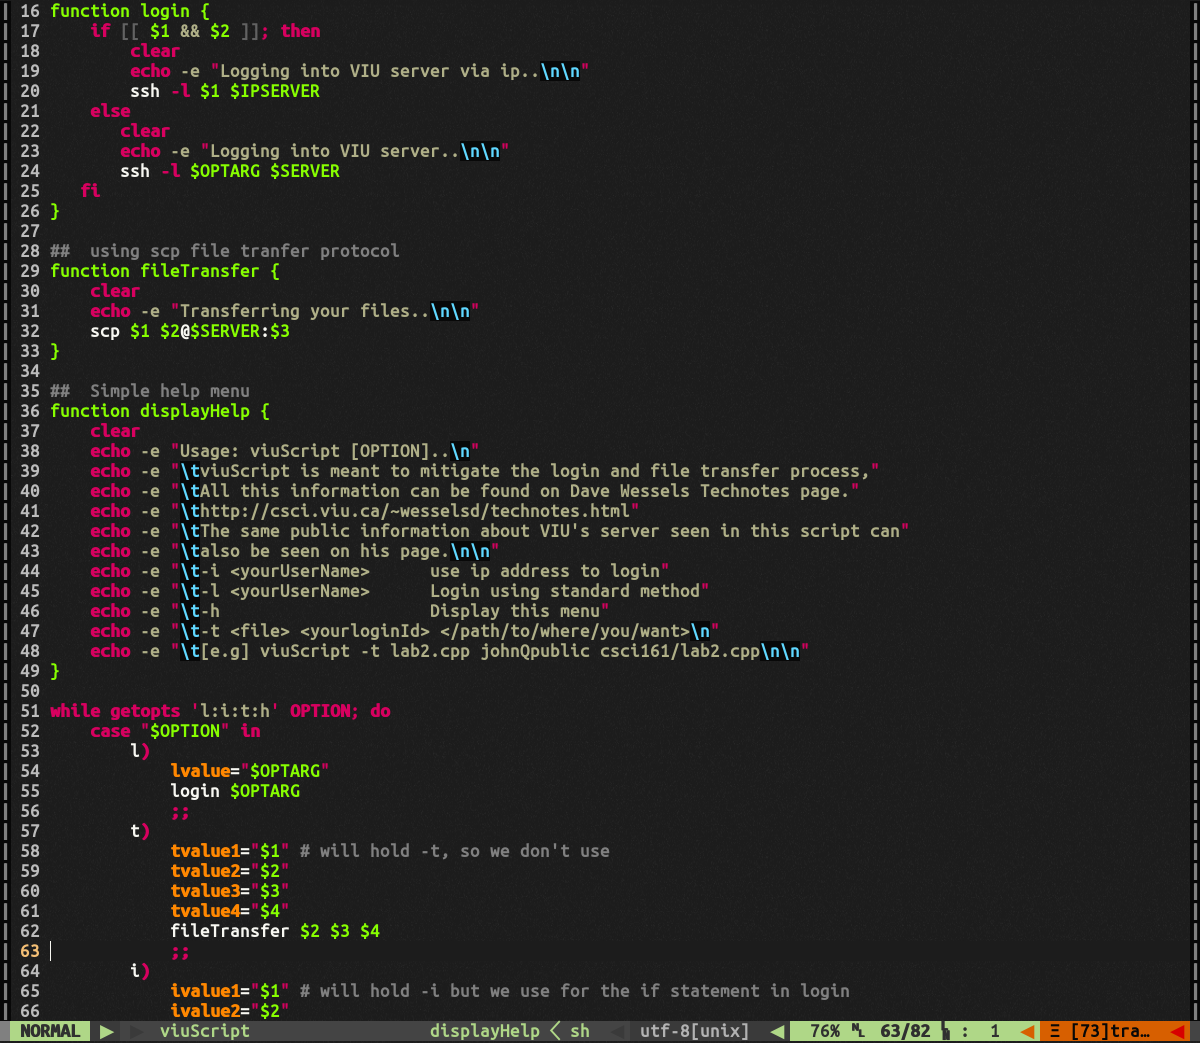 16 function login {
17     if [[ $1 && $2 ]]; then
18         clear
19         echo -e "Logging into VIU server via ip..\n\n"
20         ssh -l $1 $IPSERVER
21     else
22        clear
23        echo -e "Logging into VIU server..\n\n"
24        ssh -l $OPTARG $SERVER
25    fi
26 }
27
28 ##  using scp file tranfer protocol
29 function fileTransfer {
30     clear
31     echo -e "Transferring your files..\n\n"
32     scp $1 $2@$SERVER:$3
33 }
34
35 ##  Simple help menu
36 function displayHelp {
37     clear
38     echo -e "Usage: viuScript [OPTION]..\n"
39     echo -e "\tviuScript is meant to mitigate the login and file transfer process,"
40     echo -e "\tAll this information can be found on Dave Wessels Technotes page."
41     echo -e "\thttp://csci.viu.ca/~wesselsd/technotes.html"
42     echo -e "\tThe same public information about VIU's server seen in this script can"
43     echo -e "\talso be seen on his page.\n\n"
44     echo -e "\t-i <yourUserName>      use ip address to login"
45     echo -e "\t-l <yourUserName>      Login using standard method"
46     echo -e "\t-h                     Display this menu"
47     echo -e "\t-t <file> <yourloginId> </path/to/where/you/want>\n"
48     echo -e "\t[e.g] viuScript -t lab2.cpp johnQpublic csci161/lab2.cpp\n\n"
49 }
50
51 while getopts 'l:i:t:h' OPTION; do
52     case "$OPTION" in
53         l)
54             lvalue="$OPTARG"
55             login $OPTARG
56             ;;
57         t)
58             tvalue1="$1" # will hold -t, so we don't use
59             tvalue2="$2"
60             tvalue3="$3"
61             tvalue4="$4"
62             fileTransfer $2 $3 $4
63             ;;
64         i)
65             ivalue1="$1" # will hold -i but we use for the if statement in login
66             ivalue2="$2"
NORMAL viuScript displayHelp < sh utf-8[unix] 76% 63/82 : 1 Ξ [73]tra…